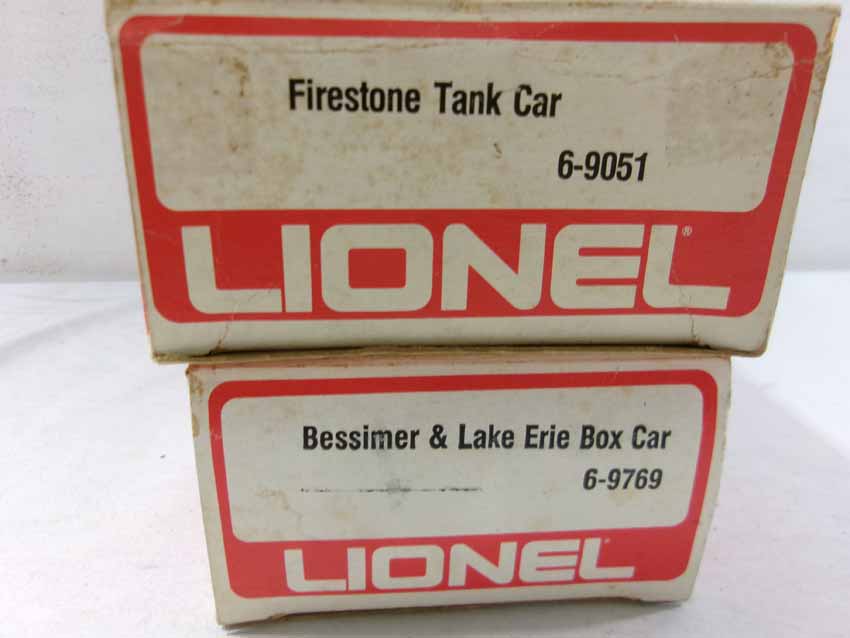 Firestone Tank Car
6-9051
LIONEL®
Bessimer & Lake Erie Box Car
6-9769
LIONEL